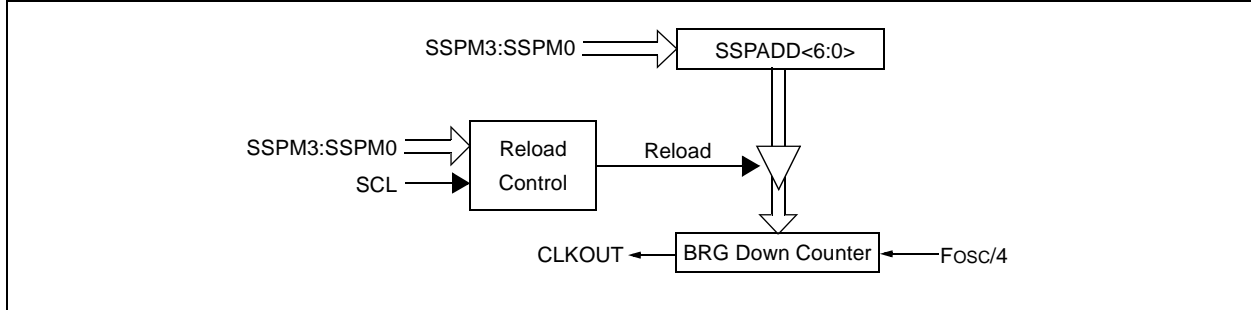 SSPM3:SSPM0
SSPADD<6:0>
SSPM3:SSPM0
SCL
Reload
Control
Reload
CLKOUT
BRG Down Counter
FOSC/4